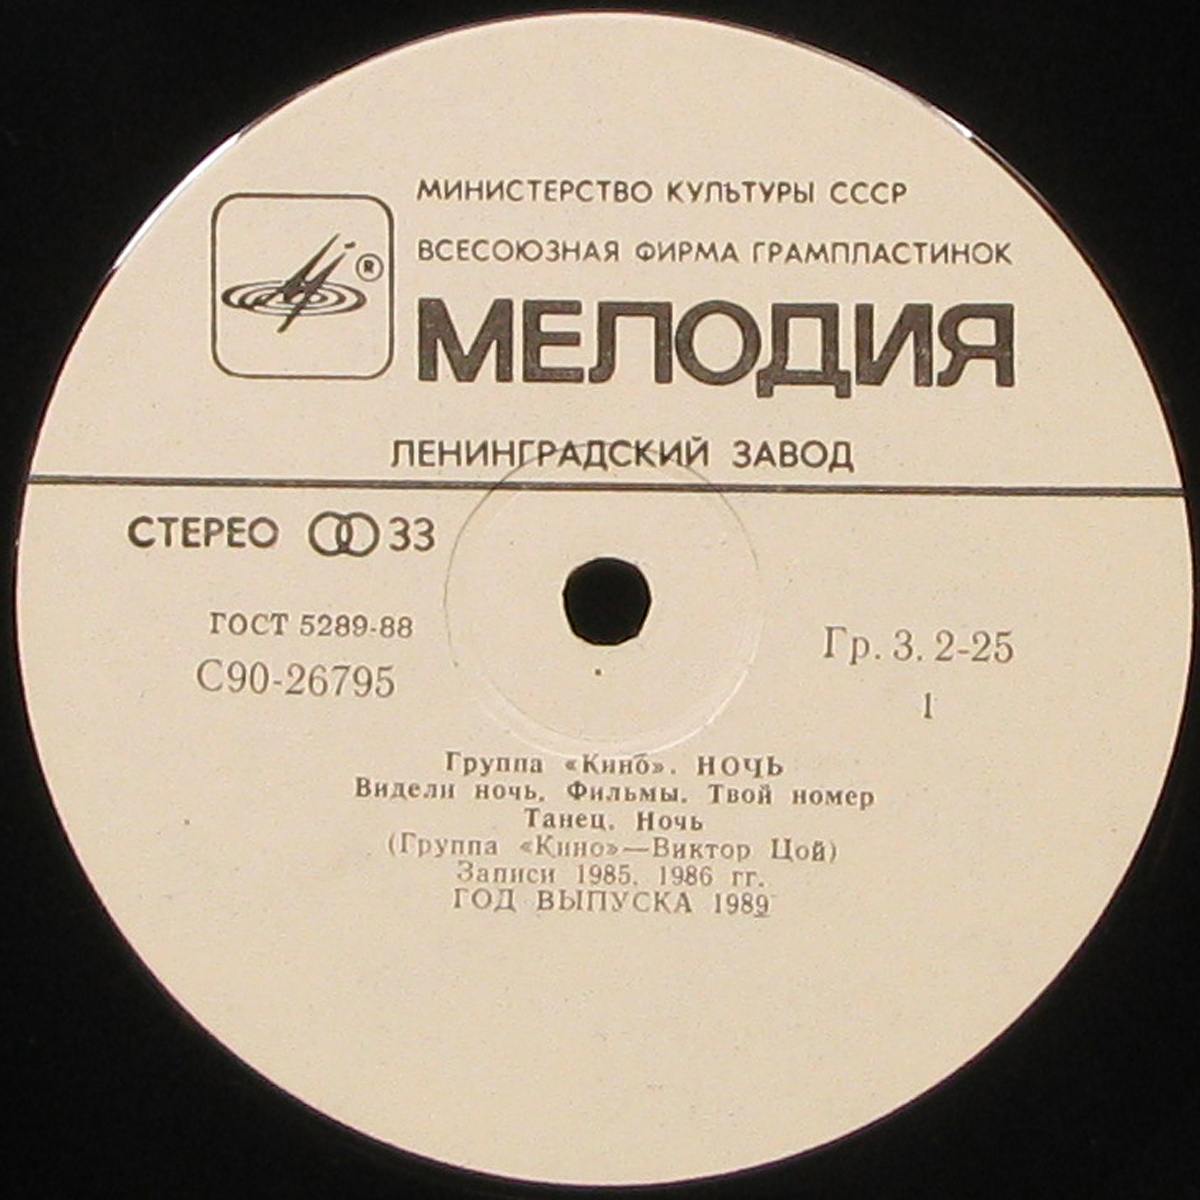 МИНИСТЕРСТВО КУЛЬТУРЫ СССР
ВСЕСОЮЗНАЯ ФИРМА ГРАМПЛАСТИНОК
®
МЕЛОДИЯ
ЛЕНИНГРАДСКИЙ ЗАВОД
СТЕРЕО 33
ГОСТ 5289-88
С90-26795
Гр. 3. 2-25
1
Группа «Кино». НОЧЬ
Видели ночь. Фильмы. Твой номер
Танец. Ночь
(Группа «Кино»—Виктор Цой)
Записи 1985, 1986 гг.
ГОД ВЫПУСКА 1989